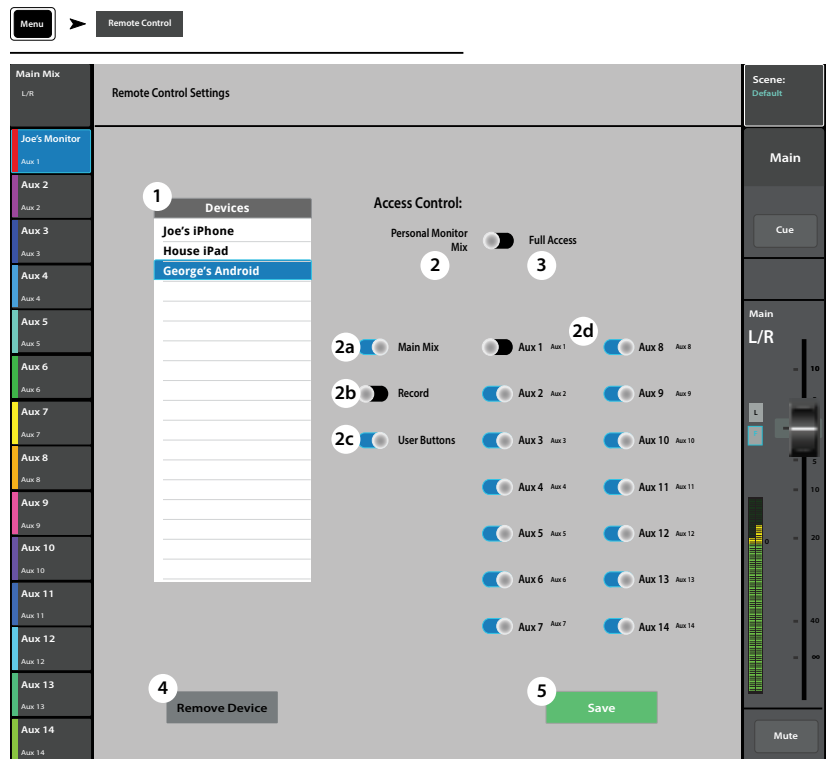 Menu
Remote Control
Main Mix
L/R
Remote Control Settings
Scene:
Default
Joe's Monitor
Aux 1
Aux 2
Aux 2
Aux 3
Aux 3
Aux 4
Aux 4
Aux 5
Aux 5
Aux 6
Aux 6
Aux 7
Aux 7
Aux 8
Aux 8
Aux 9
Aux 9
Aux 10
Aux 10
Aux 11
Aux 11
Aux 12
Aux 12
Aux 13
Aux 13
Aux 14
Aux 14
1
Devices
Joe's iPhone
House iPad
George's Android
Access Control:
Personal Monitor
Mix
Full Access
2
3
2a
Main Mix
2b
Record
2c
User Buttons
2d
Aux 1 Aux 1
Aux 2 Aux 2
Aux 3 Aux 3
Aux 4 Aux 4
Aux 5 Aux 5
Aux 6 Aux 6
Aux 7 Aux 7
Aux 8 Aux 8
Aux 9 Aux 9
Aux 10 Aux 10
Aux 11 Aux 11
Aux 12 Aux 12
Aux 13 Aux 13
Aux 14 Aux 14
4
Remove Device
5
Save
Main
Cue
Main
L/R
10
L
5
10
0
20
40
∞
Mute